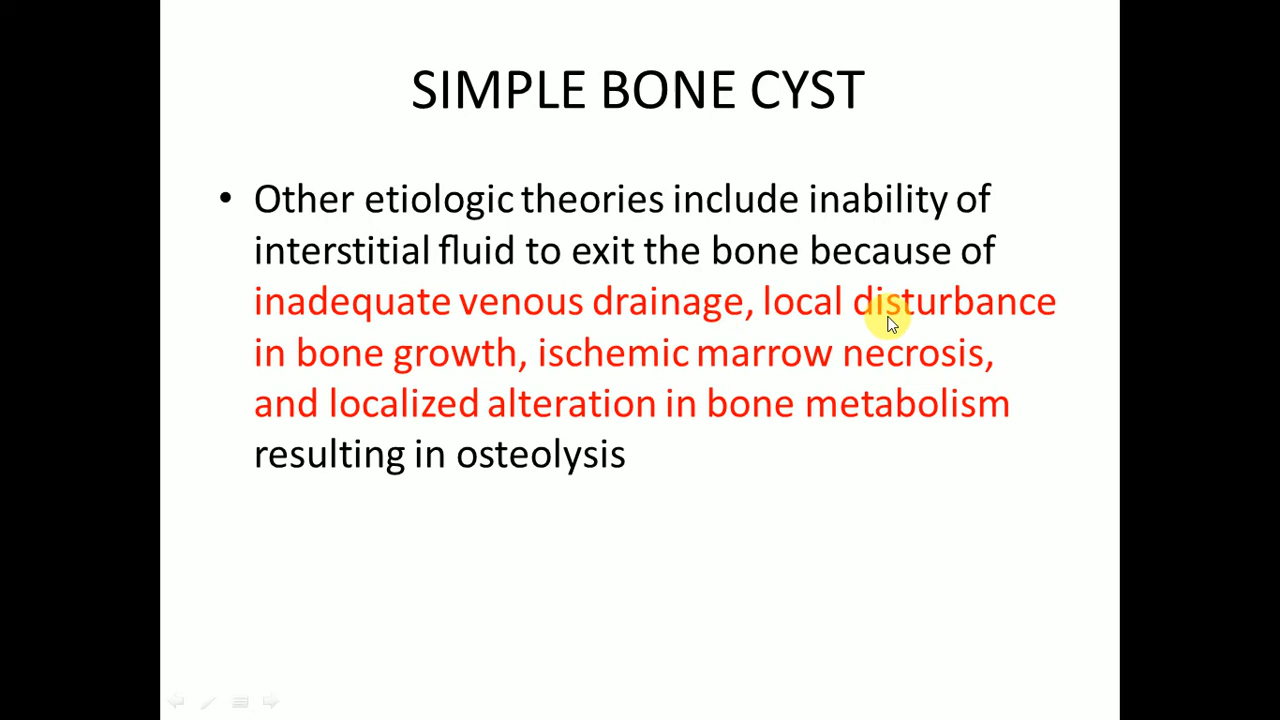 SIMPLE BONE CYST
• Other etiologic theories include inability of
interstitial fluid to exit the bone because of
inadequate venous drainage, local disturbance
in bone growth, ischemic marrow necrosis,
and localized alteration in bone metabolism
resulting in osteolysis